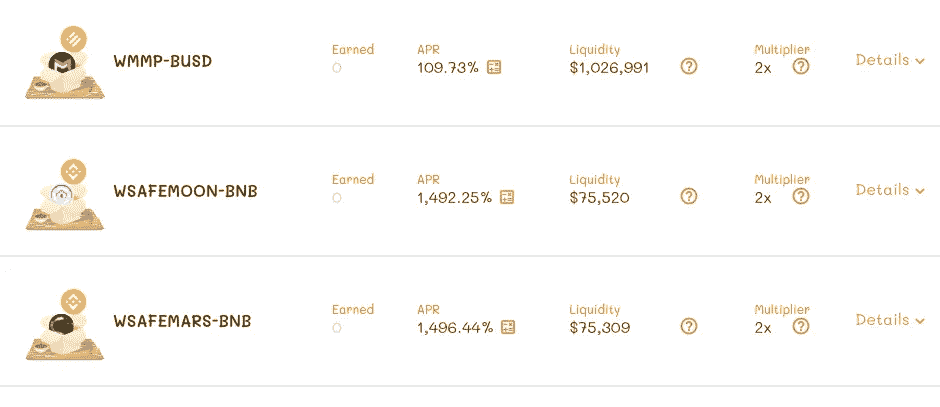 Earned APR Liquidity Multiplier
WMMP-BUSD 0 109.73% $1,026,991 ? 2x ? Details
Earned APR Liquidity Multiplier
WSAFEMOON-BNB 0 1,492.25% $75,520 ? 2x ? Details
Earned APR Liquidity Multiplier
WSAFEMARS-BNB 0 1,496.44% $75,309 ? 2x ? Details